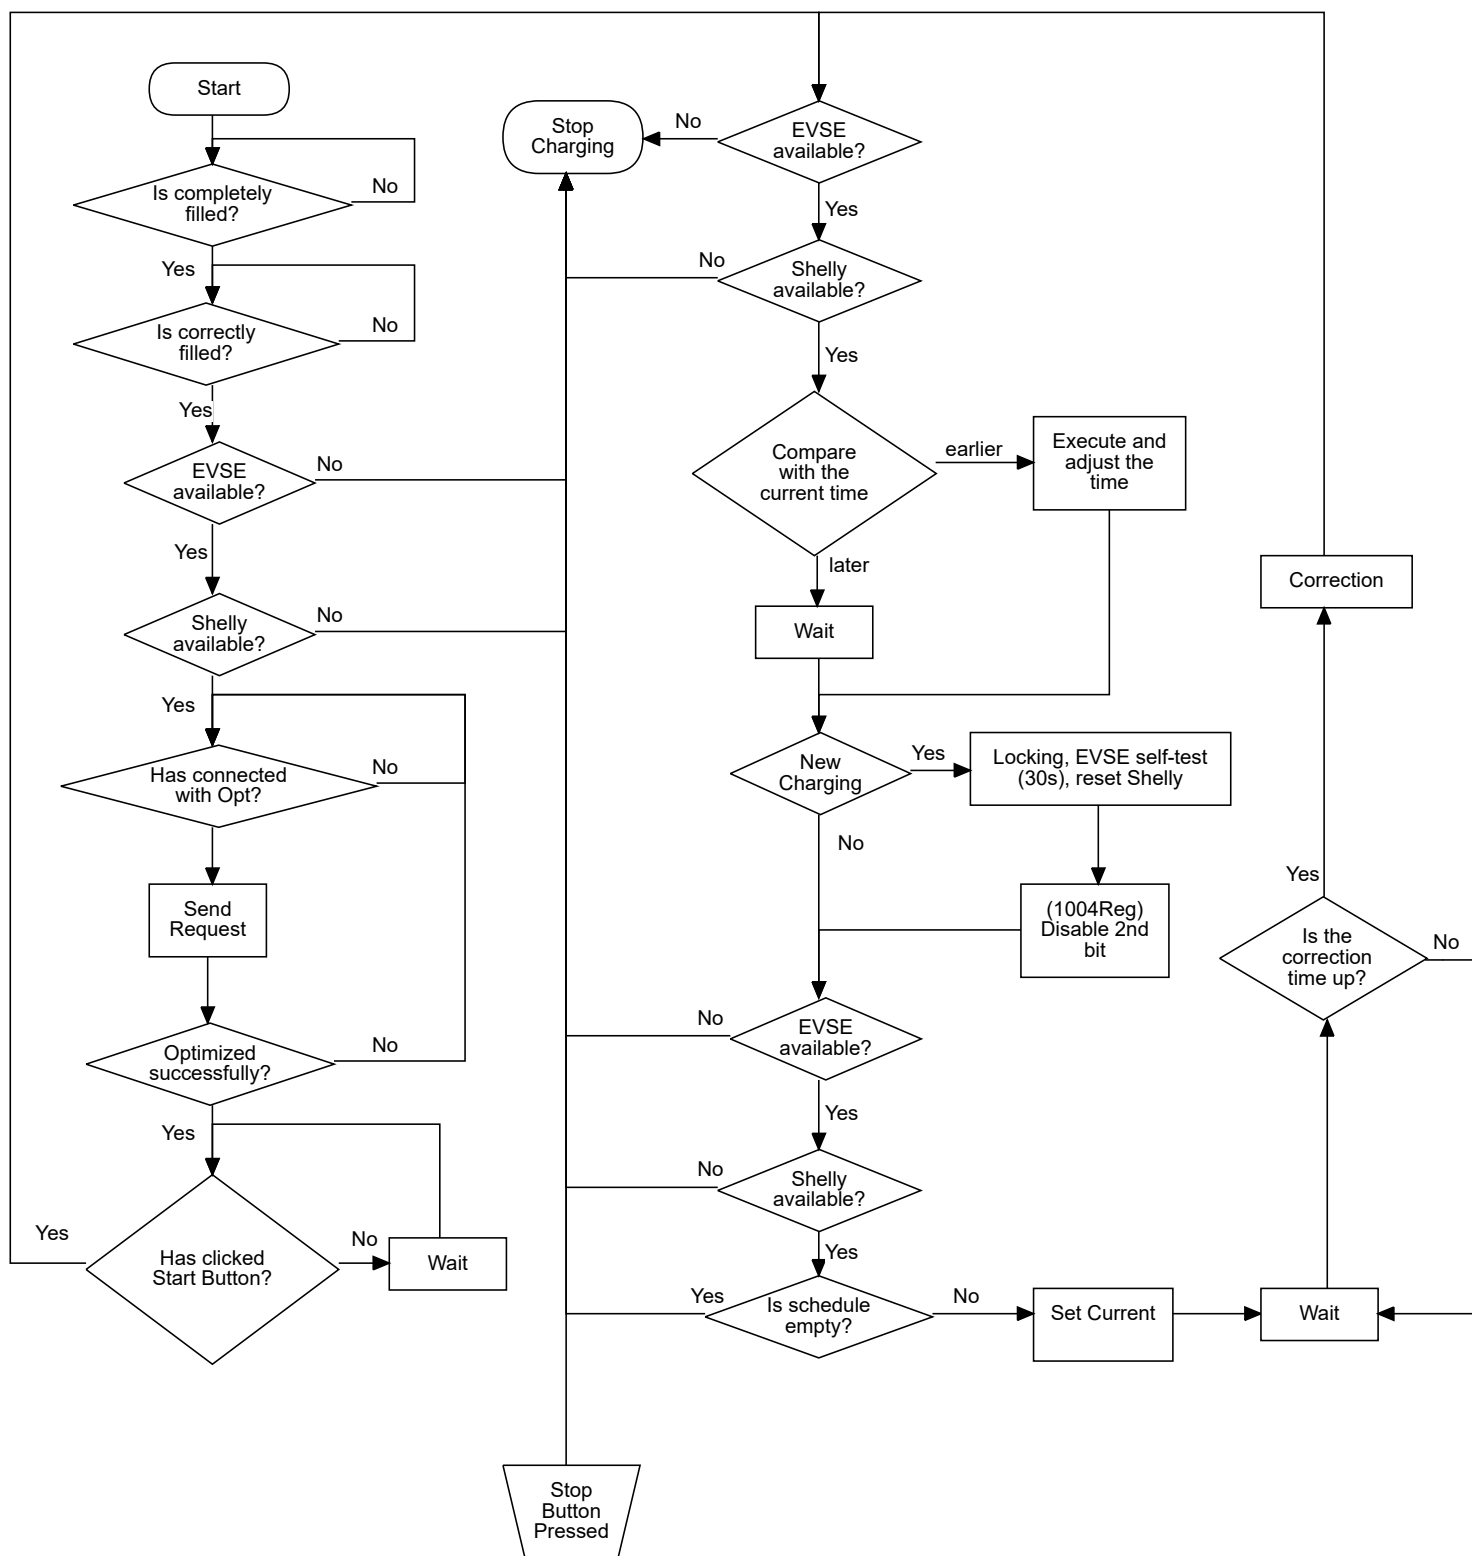 Start
Is completely
filled?
No
Yes
Is correctly
filled?
No
Yes
EVSE
available?
No
Yes
Shelly
available?
No
Yes
Has connected
with Opt?
No
Send
Request
Optimized
successfully?
No
Yes
Has clicked
Start Button?
Yes
No
Wait
Stop
Charging
No
EVSE
available?
Yes
No
Shelly
available?
Yes
Compare
with the
current time
earlier
Execute and
adjust the
time
later
Wait
New
Charging
Yes
Locking, EVSE self-test
(30s), reset Shelly
No
(1004Reg)
Disable 2nd
bit
No
EVSE
available?
Yes
No
Shelly
available?
Yes
Yes
Is schedule
empty?
No
Set Current
Wait
Is the
correction
time up?
No
Yes
Correction
Stop
Button
Pressed